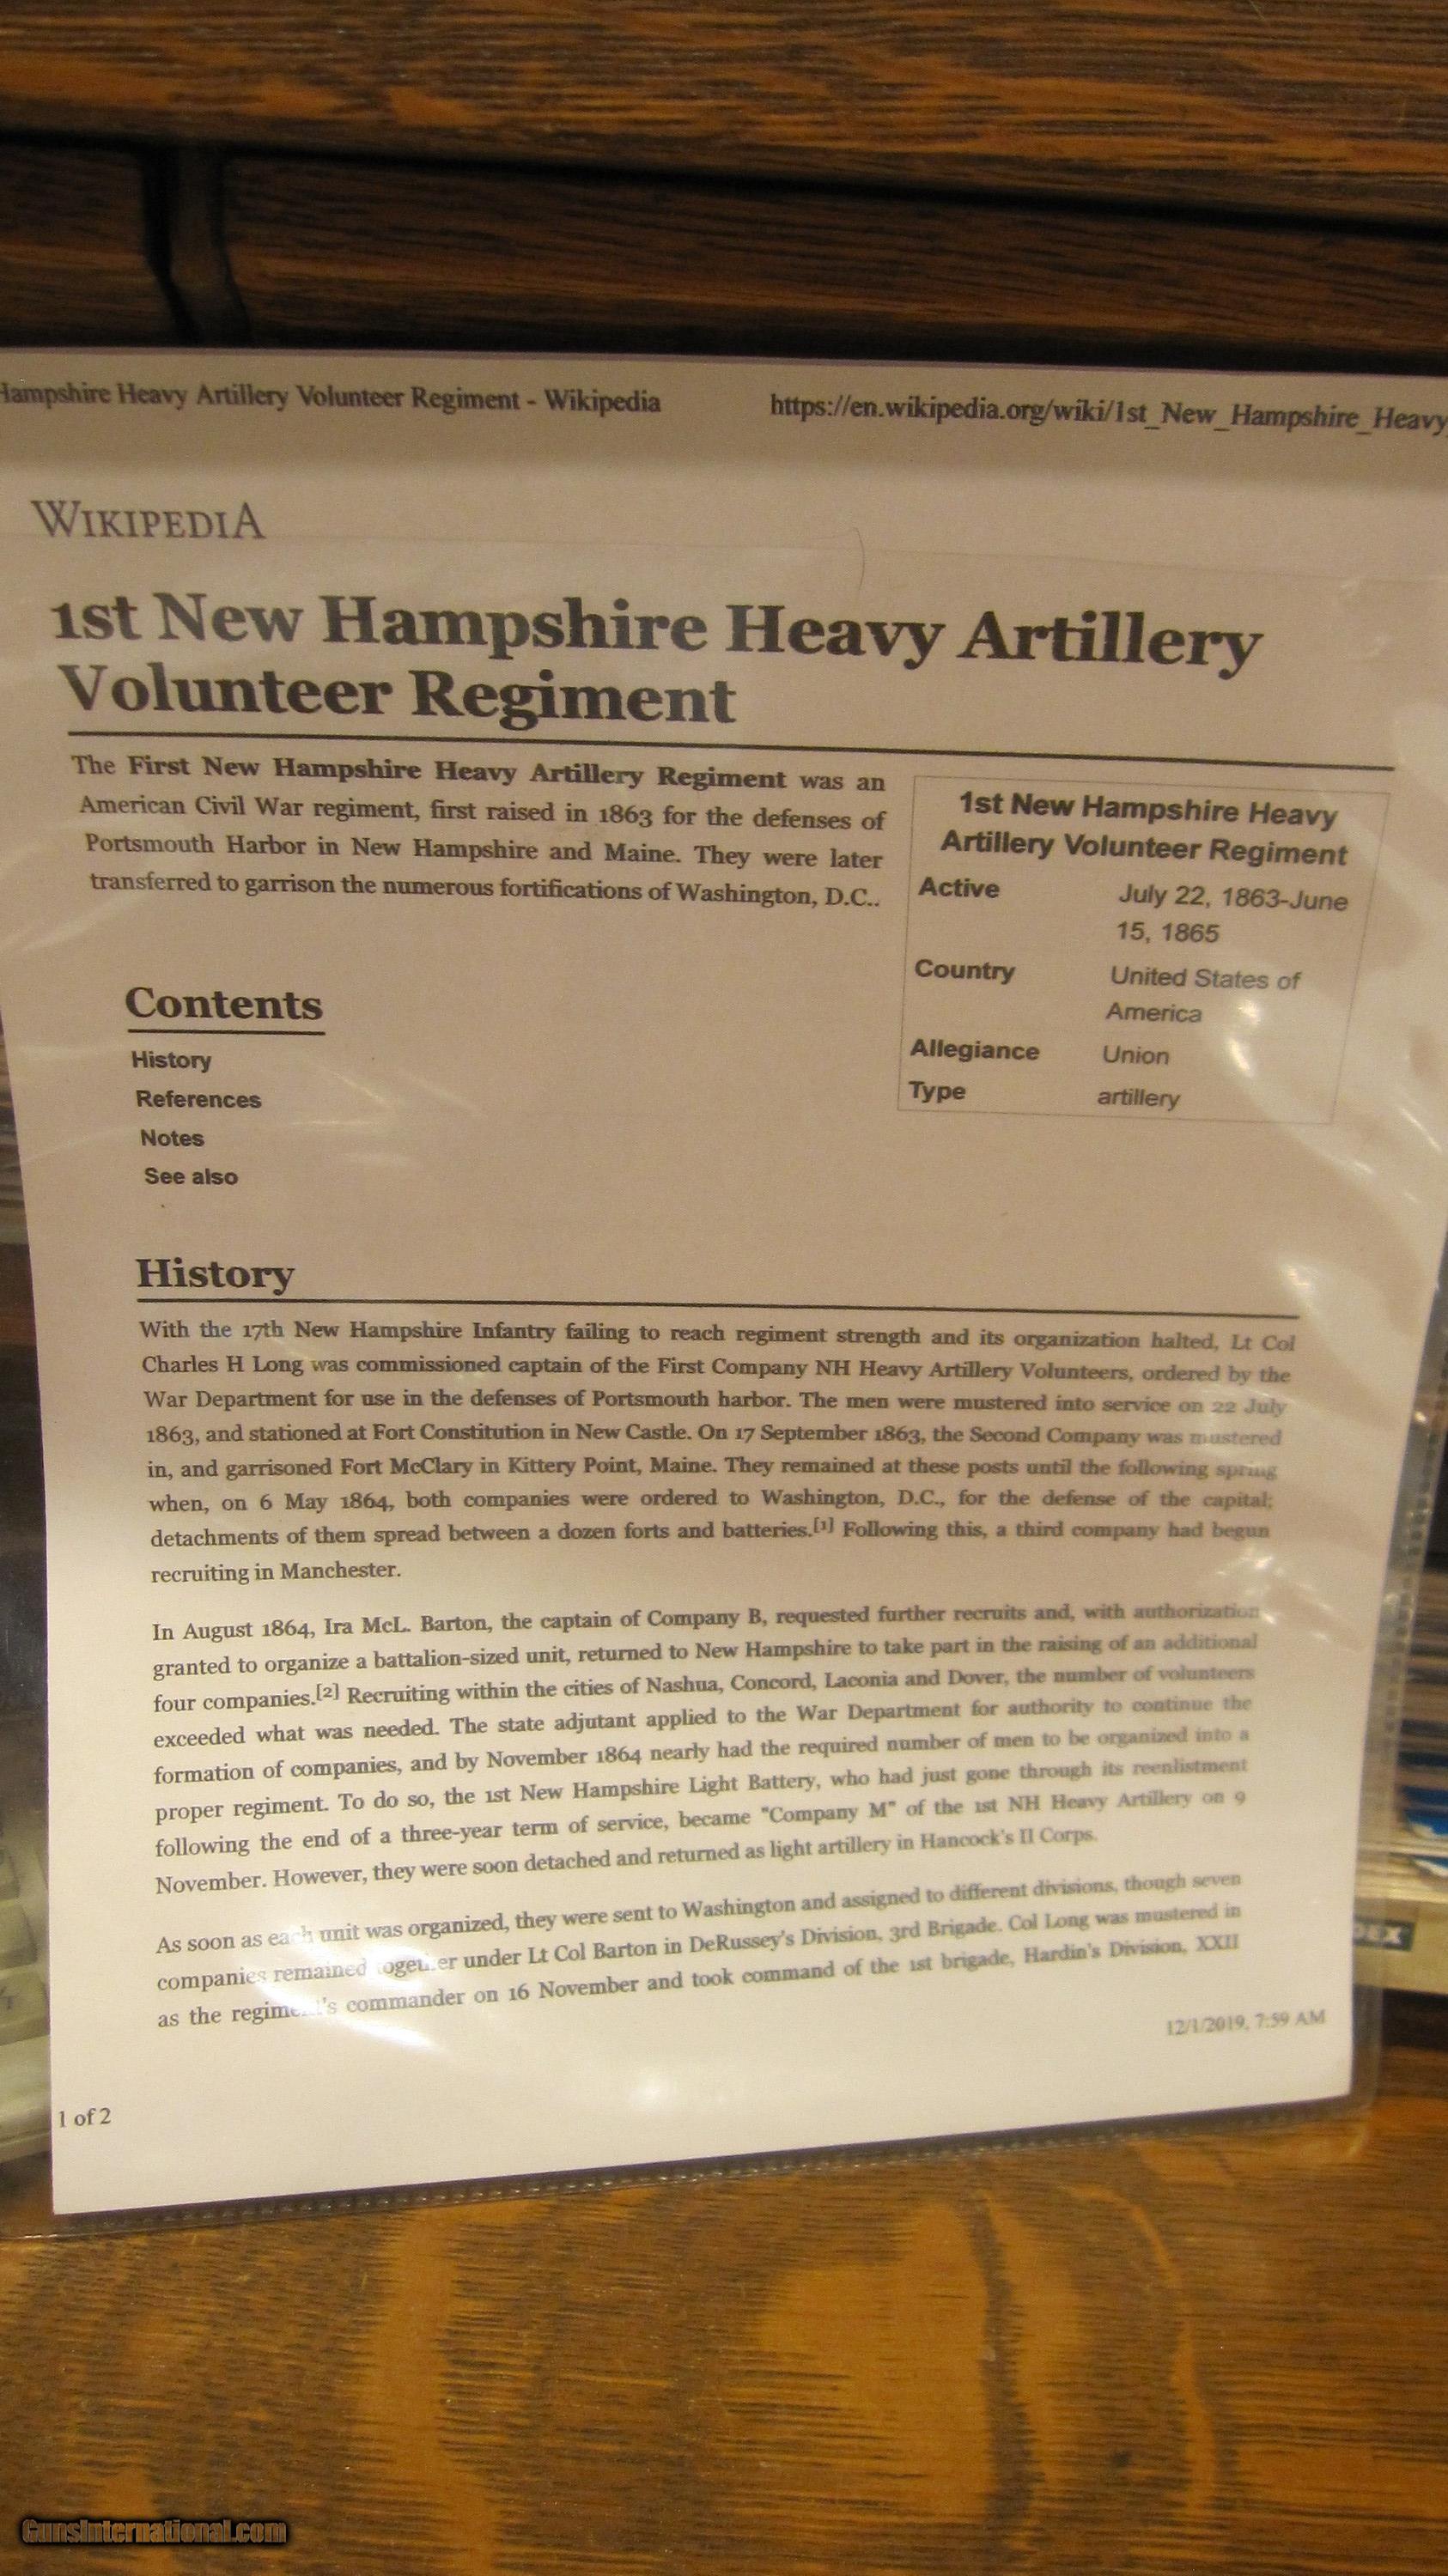 Hampshire Heavy Artillery Volunteer Regiment - Wikipedia
https://en.wikipedia.org/wiki/1st_New_Hampshire_Heavy
WIKIPEDIA
1st New Hampshire Heavy Artillery
Volunteer Regiment
The First New Hampshire Heavy Artillery Regiment was an
American Civil War regiment, first raised in 1863 for the defenses of
Portsmouth Harbor in New Hampshire and Maine. They were later
transferred to garrison the numerous fortifications of Washington, D.C..
1st New Hampshire Heavy
Artillery Volunteer Regiment
Active July 22, 1863-June
15, 1865
Country United States of
America
Allegiance Union
Type artillery
Contents
History
References
Notes
See also
History
With the 17th New Hampshire Infantry failing to reach regiment strength and its organization halted, Lt Col
Charles H Long was commissioned captain of the First Company NH Heavy Artillery Volunteers, ordered by the
War Department for use in the defenses of Portsmouth harbor. The men were mustered into service on 22 July
1863, and stationed at Fort Constitution in New Castle. On 17 September 1863, the Second Company was mustered
in, and garrisoned Fort McClary in Kittery Point, Maine. They remained at these posts until the following spring
when, on 6 May 1864, both companies were ordered to Washington, D.C., for the defense of the capital;
detachments of them spread between a dozen forts and batteries.[1] Following this, a third company had begun
recruiting in Manchester.
In August 1864, Ira McL. Barton, the captain of Company B, requested further recruits and, with authorization
granted to organize a battalion-sized unit, returned to New Hampshire to take part in the raising of an additional
four companies.[2] Recruiting within the cities of Nashua, Concord, Laconia and Dover, the number of volunteers
exceeded what was needed. The state adjutant applied to the War Department for authority to continue the
formation of companies, and by November 1864 nearly had the required number of men to be organized into a
proper regiment. To do so, the 1st New Hampshire Light Battery, who had just gone through its reenlistment
following the end of a three-year term of service, became "Company M" of the 1st NH Heavy Artillery on 9
November. However, they were soon detached and returned as light artillery in Hancock's II Corps.
As soon as each unit was organized, they were sent to Washington and assigned to different divisions, though seven
companies remained together under Lt Col Barton in DeRussey's Division, 3rd Brigade. Col Long was mustered in
as the regiment's commander on 16 November and took command of the 1st brigade, Hardin's Division, XXII
12/1/2019, 7:59 AM
1 of 2
GunsInternational.com